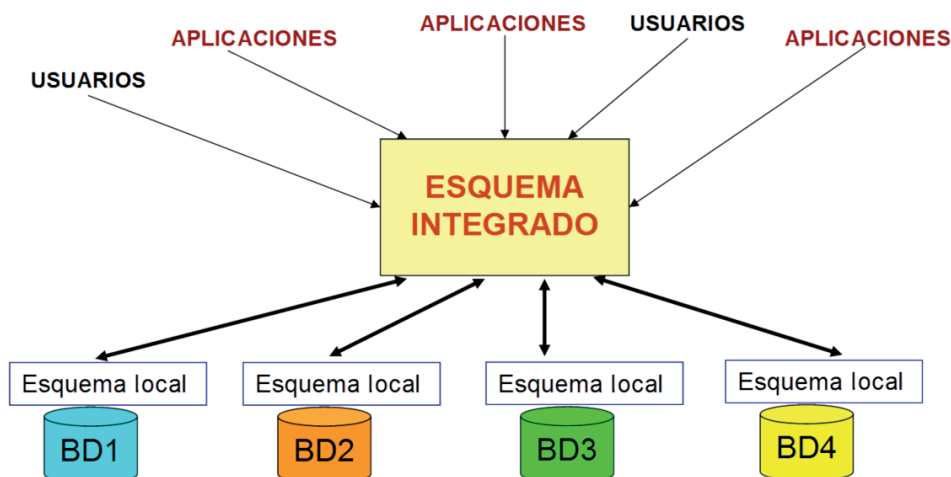 APLICACIONES
APLICACIONES
USUARIOS
APLICACIONES
USUARIOS
ESQUEMA
INTEGRADO
Esquema local
Esquema local
Esquema local
Esquema local
BD1
BD2
BD3
BD4